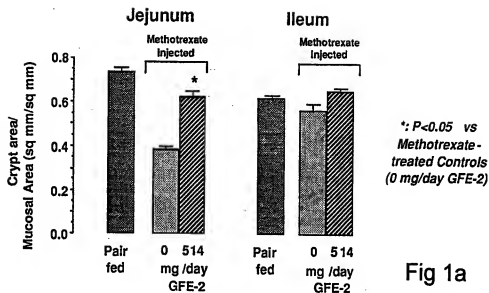 Jejunum
Ileum
Methotrexate
Injected
Methotrexate
Injected
Crypt area/
Mucosal Area (sq mm/sq mm)
0.8
0.6
0.4
0.2
0.0
*
Pair
fed
0 514
mg /day
GFE-2
Pair
fed
0 514
mg /day
GFE-2
*: P<0.05 vs
Methotrexate-
treated Controls
(0 mg/day GFE-2)
Fig 1a